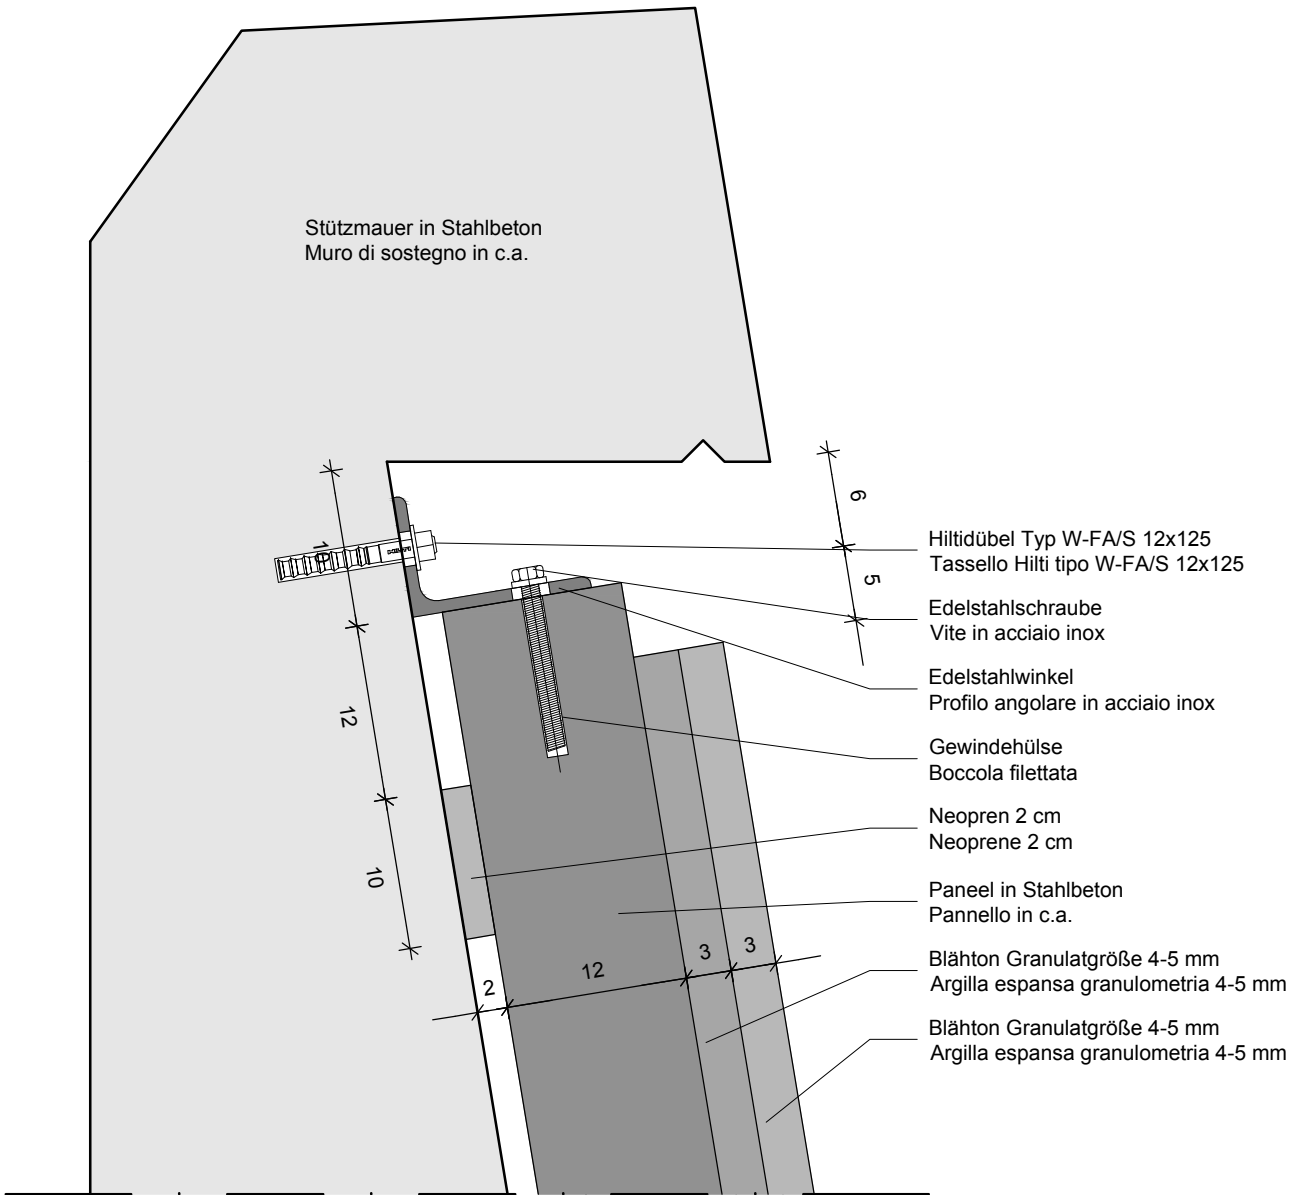 Stützmauer in Stahlbeton
Muro di sostegno in c.a.
6
5
12
10
2
12
3
3
Hiltidübel Typ W-FA/S 12x125
Tassello Hilti tipo W-FA/S 12x125
Edelstahlschraube
Vite in acciaio inox
Edelstahlwinkel
Profilo angolare in acciaio inox
Gewindehülse
Boccola filettata
Neopren 2 cm
Neoprene 2 cm
Paneel in Stahlbeton
Pannello in c.a.
Blähton Granulatgröße 4-5 mm
Argilla espansa granulometria 4-5 mm
Blähton Granulatgröße 4-5 mm
Argilla espansa granulometria 4-5 mm